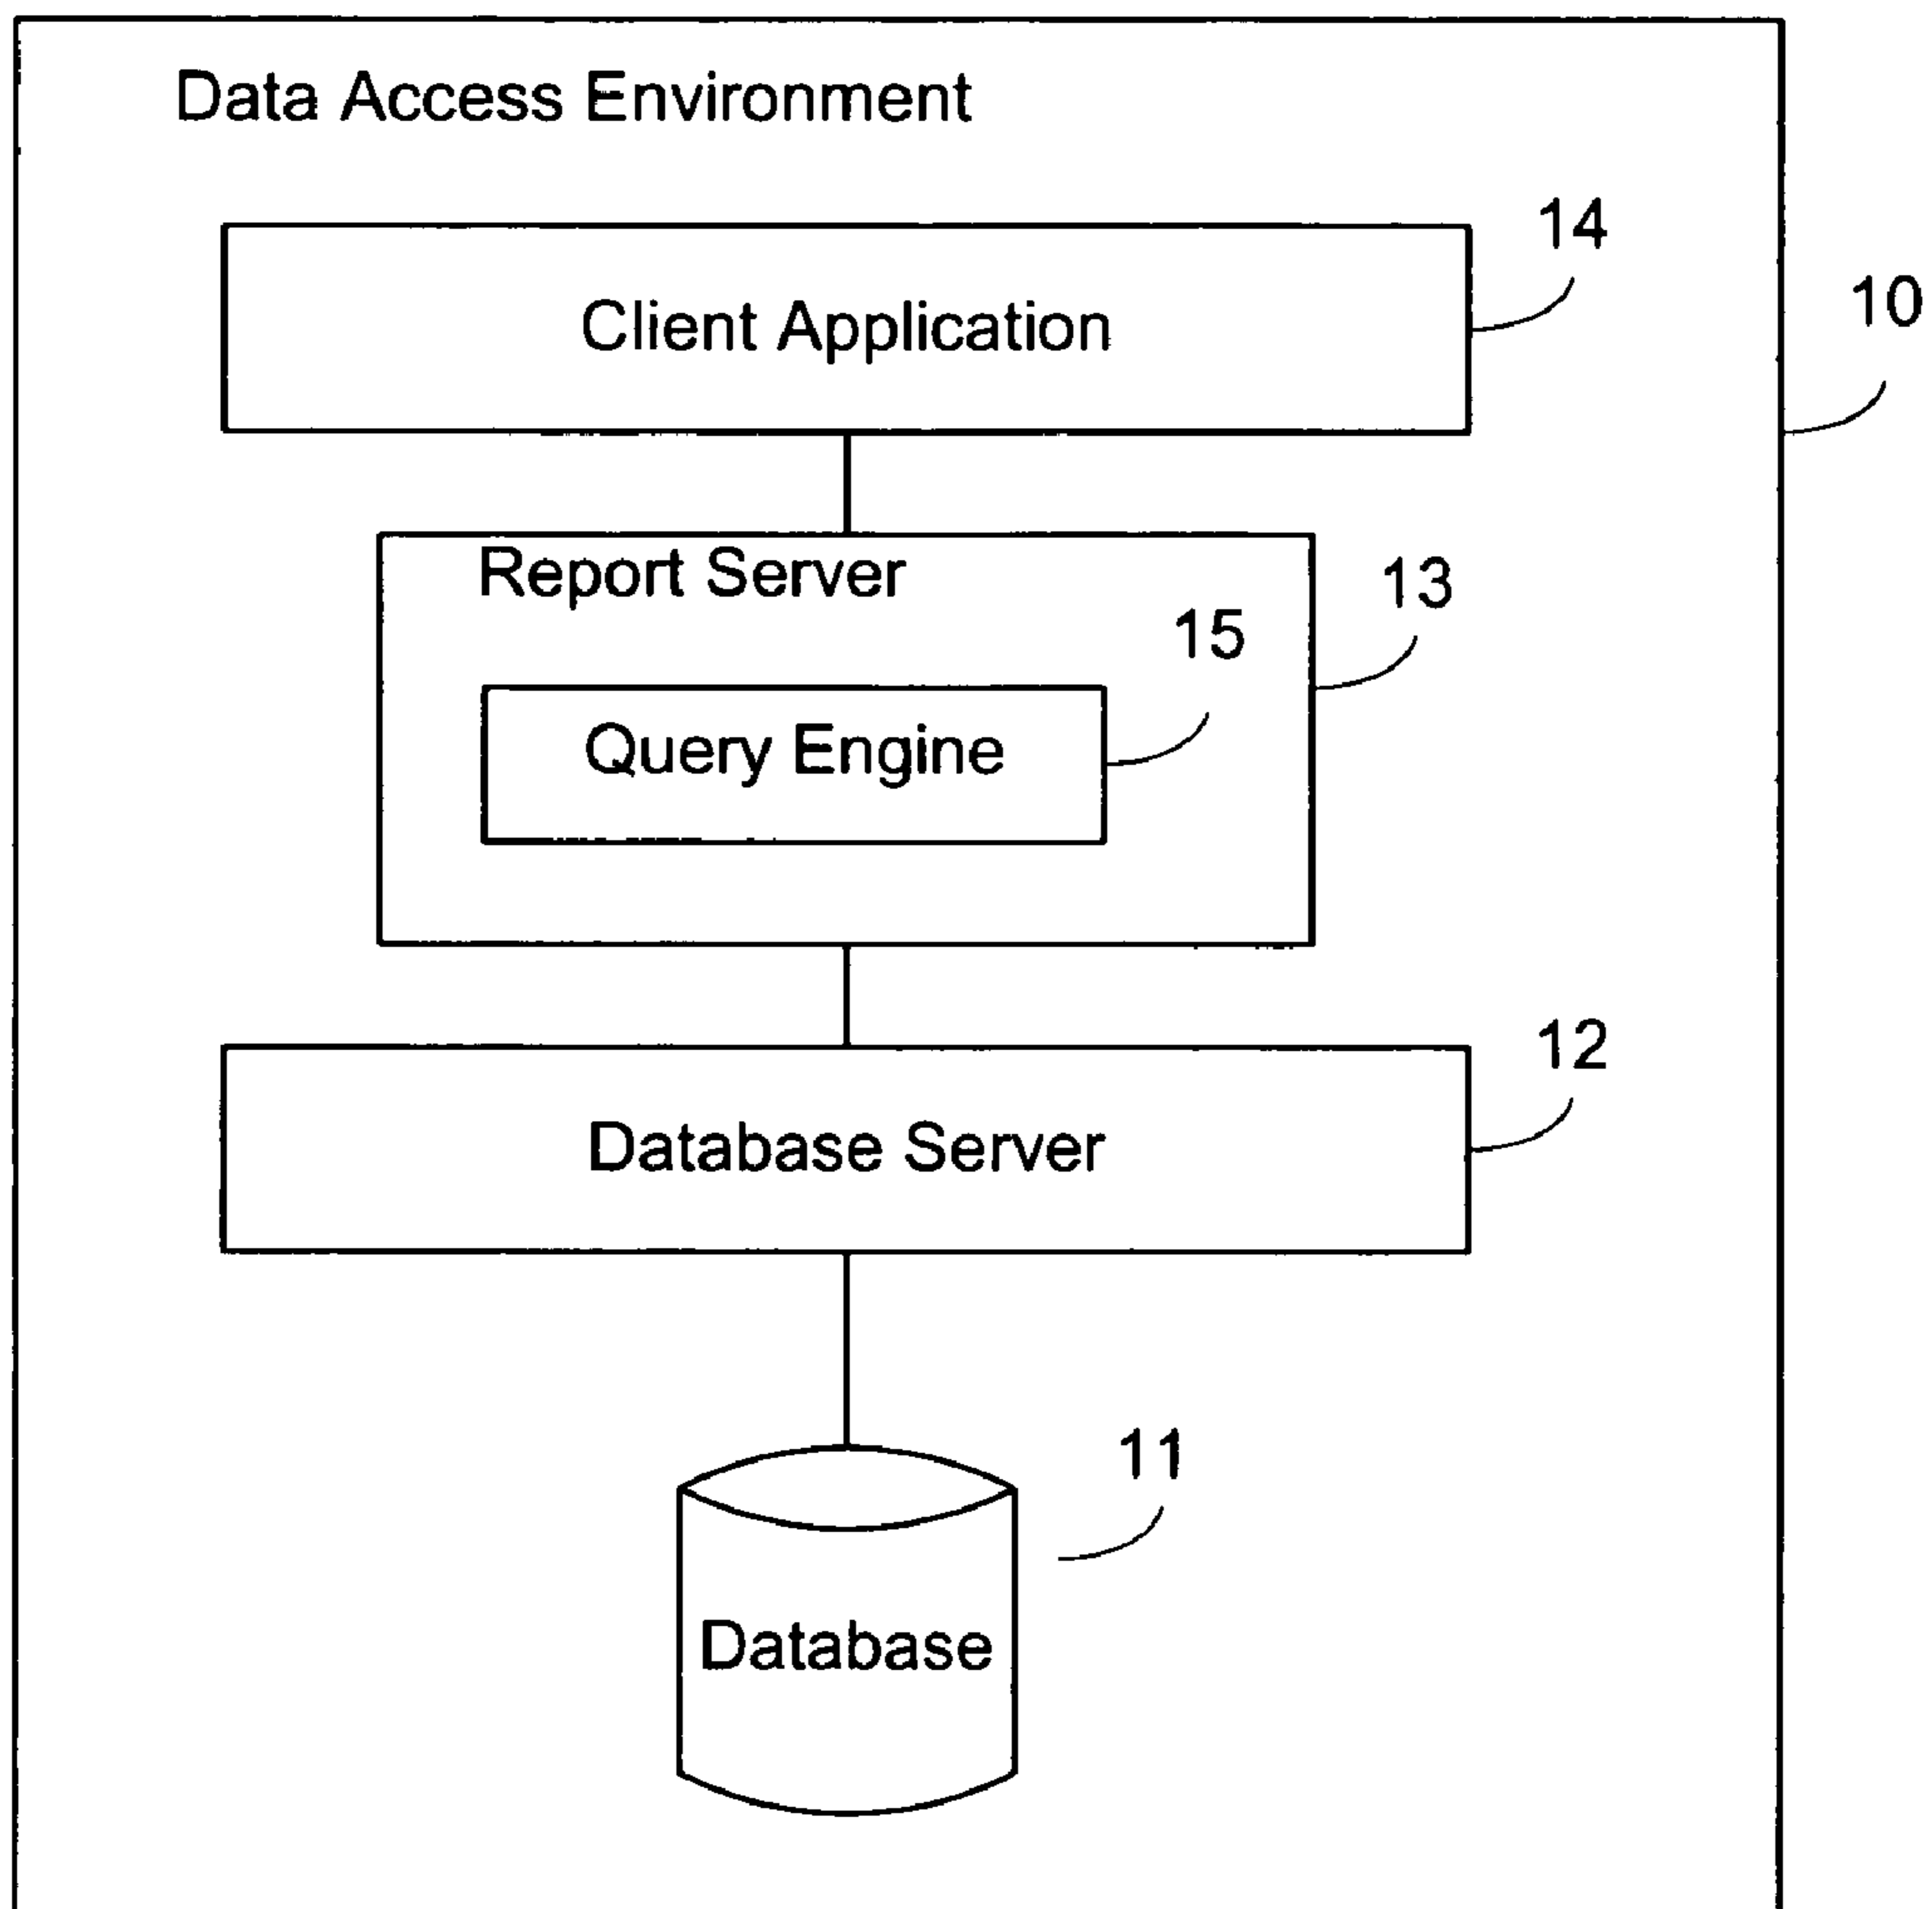 Data Access Environment
14
10
Client Application
Report Server
13
15
Query Engine
12
Database Server
11
Database